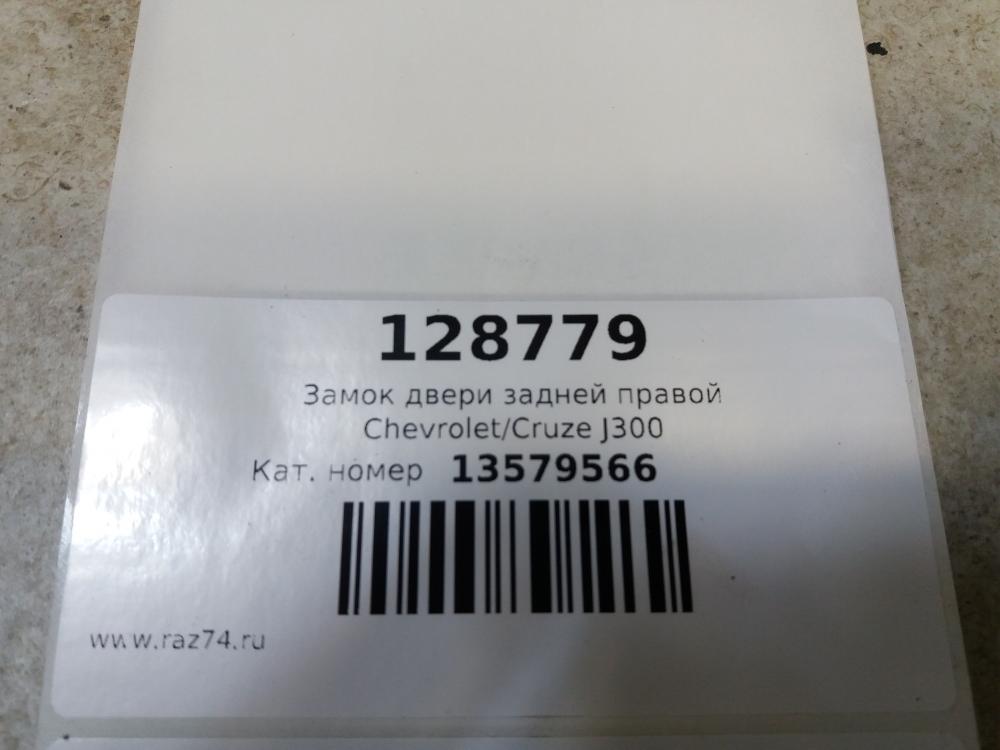 128779
Замок двери задней правой
Chevrolet/Cruze J300
Кат. номер 13579566
www.raz74.ru